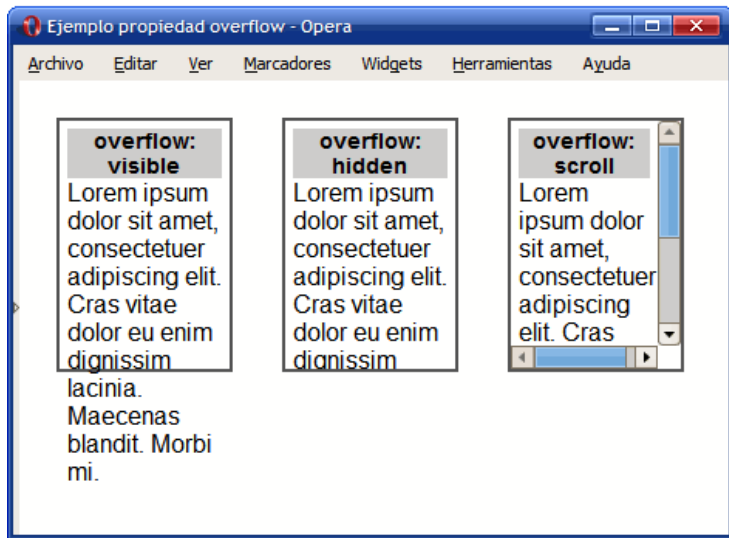 Ejemplo propiedad overflow - Opera
Archivo Editar Ver Marcadores Widgets Herramientas Ayuda
overflow:
visible
Lorem ipsum
dolor sit amet,
consectetuer
adipiscing elit.
Cras vitae
dolor eu enim
dignissim
lacinia.
Maecenas
blandit. Morbi
mi.
overflow:
hidden
Lorem ipsum
dolor sit amet,
consectetuer
adipiscing elit.
Cras vitae
dolor eu enim
dignissim
overflow:
scroll
Lorem
ipsum dolor
sit amet,
consectetuer
adipiscing
elit. Cras